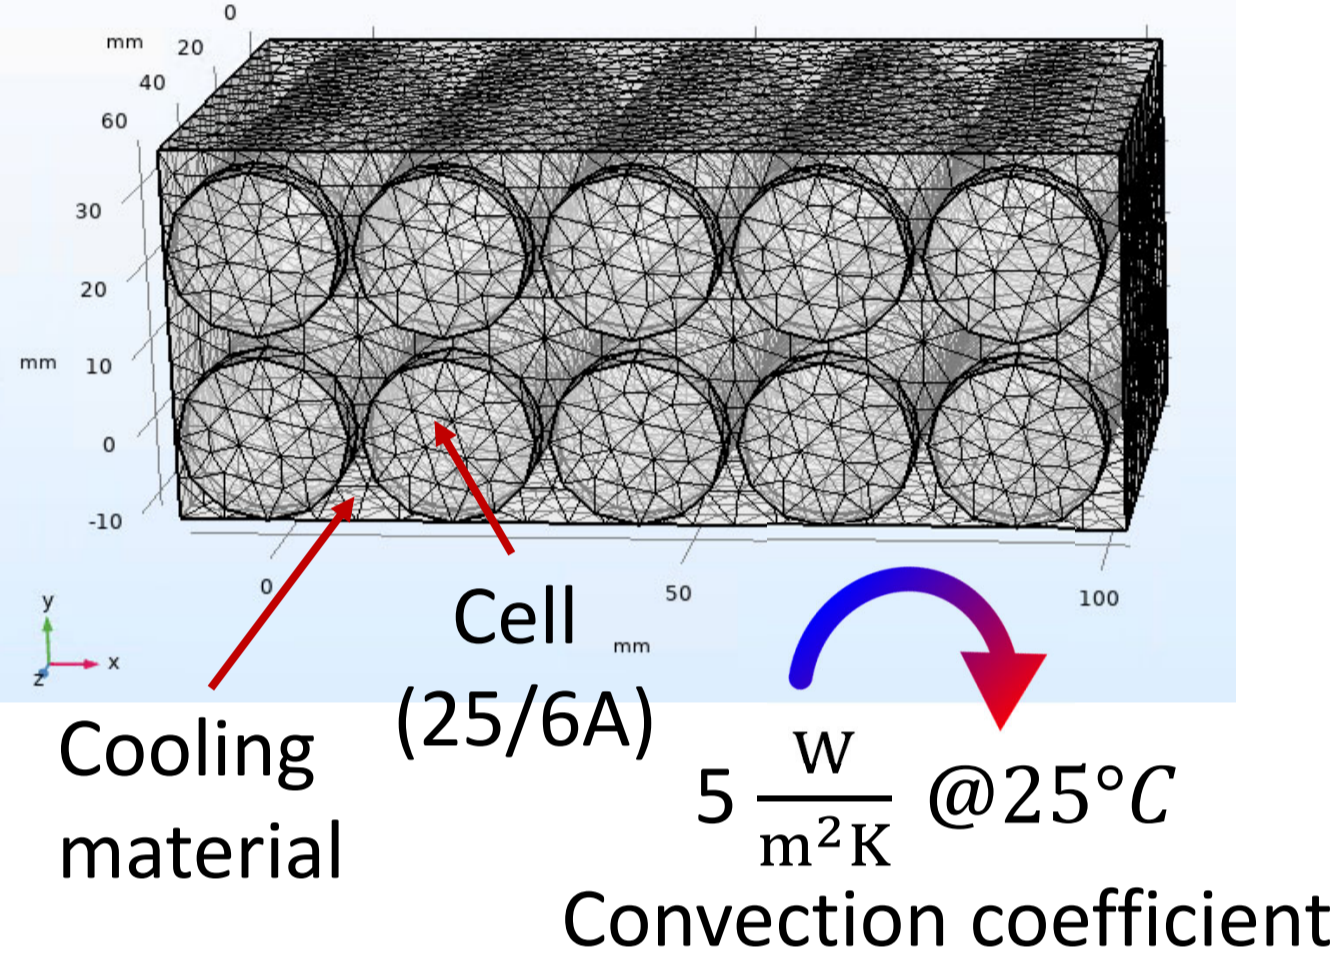 0
mm 20
40
60
30
20
mm 10
0
-10
0 50 100
mm
y
x
z
Cell
(25/6A)
Cooling
material
5 W/m²K @25°C
Convection coefficient